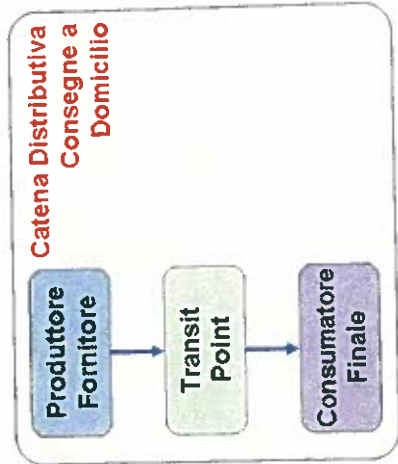 Catena Distributiva
Consegne a
Domicilio
Produttore
Fornitore
Transit
Point
Consumatore
Finale